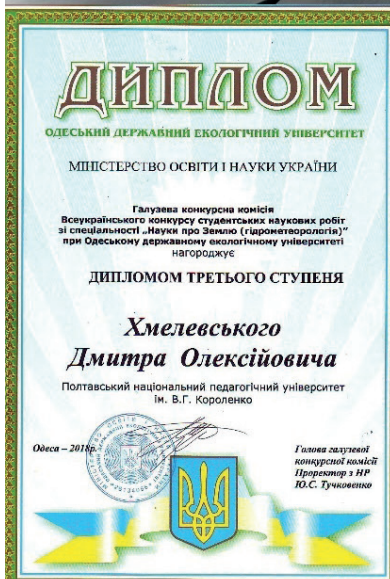 ДИПЛОМ
ОДЕСЬКИЙ ДЕРЖАВНИЙ ЕКОЛОГІЧНИЙ УНІВЕРСИТЕТ
МІНІСТЕРСТВО ОСВІТИ І НАУКИ УКРАЇНИ
Галузева конкурсна комісія
Всеукраїнського конкурсу студентських наукових робіт
зі спеціальності „Науки про Землю (гідрометеорологія)"
при Одеському державному екологічному університеті
нагороджує
ДИПЛОМОМ ТРЕТЬОГО СТУПЕНЯ
Хмелевського
Дмитра Олексійовича
Полтавський національний педагогічний університет
ім. В.Г. Короленко
Одеса – 2018р.
Голова галузевої
конкурсної комісії
Проректор з НР
Ю.С. Тучковенко